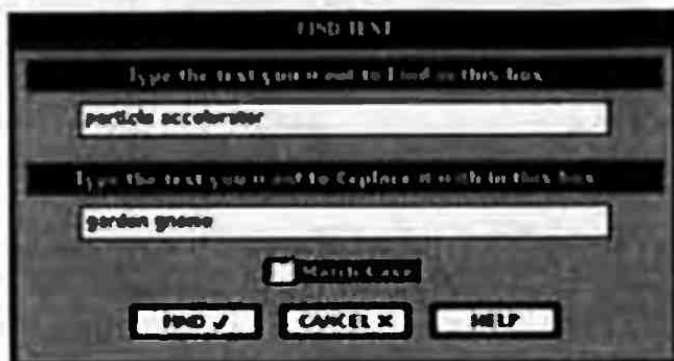 FIND TEXT
Type the text you want to Find in this box
particle accelerator
Type the text you want to Replace it with in this box
garden gnome
Match Case
FIND ✓ CANCEL X HELP